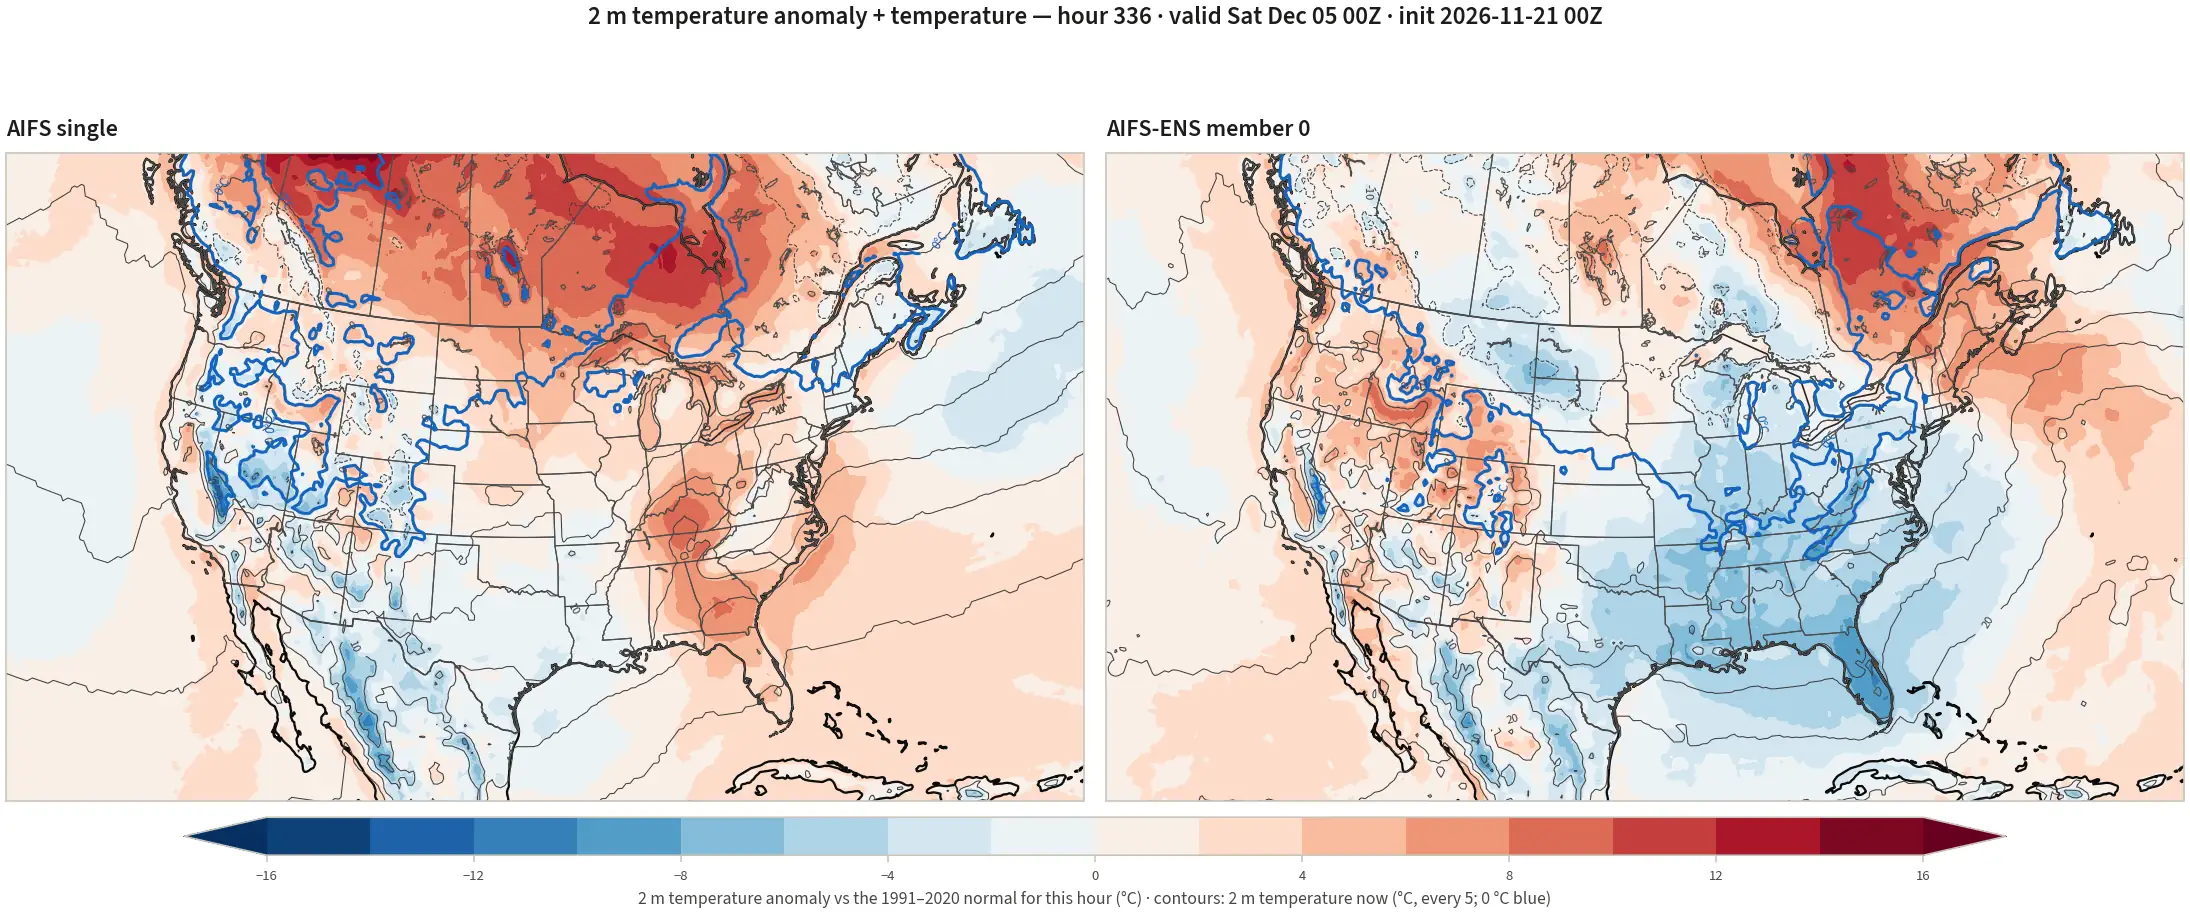 2 m temperature anomaly + temperature — hour 336 · valid Sat Dec 05 00Z · init 2026-11-21 00Z
AIFS single
AIFS-ENS member 0
−16
−12
−8
−4
0
4
8
12
16
2 m temperature anomaly vs the 1991–2020 normal for this hour (°C) · contours: 2 m temperature now (°C, every 5; 0 °C blue)